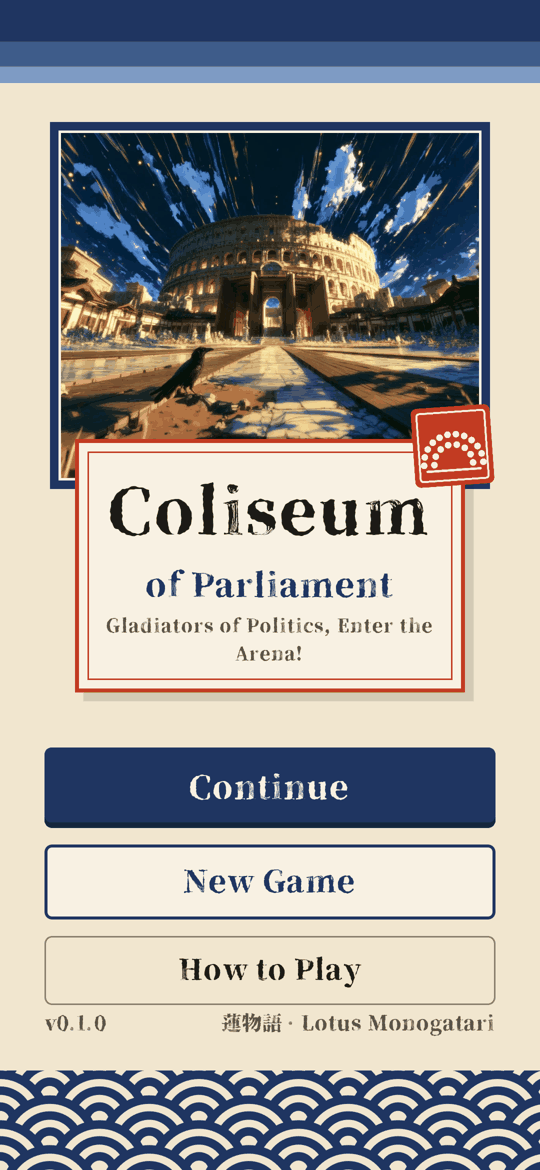 Coliseum
of Parliament
Gladiators of Politics, Enter the
Arena!
Continue
New Game
How to Play
v0.1.0
蓮物語 · Lotus Monogatari